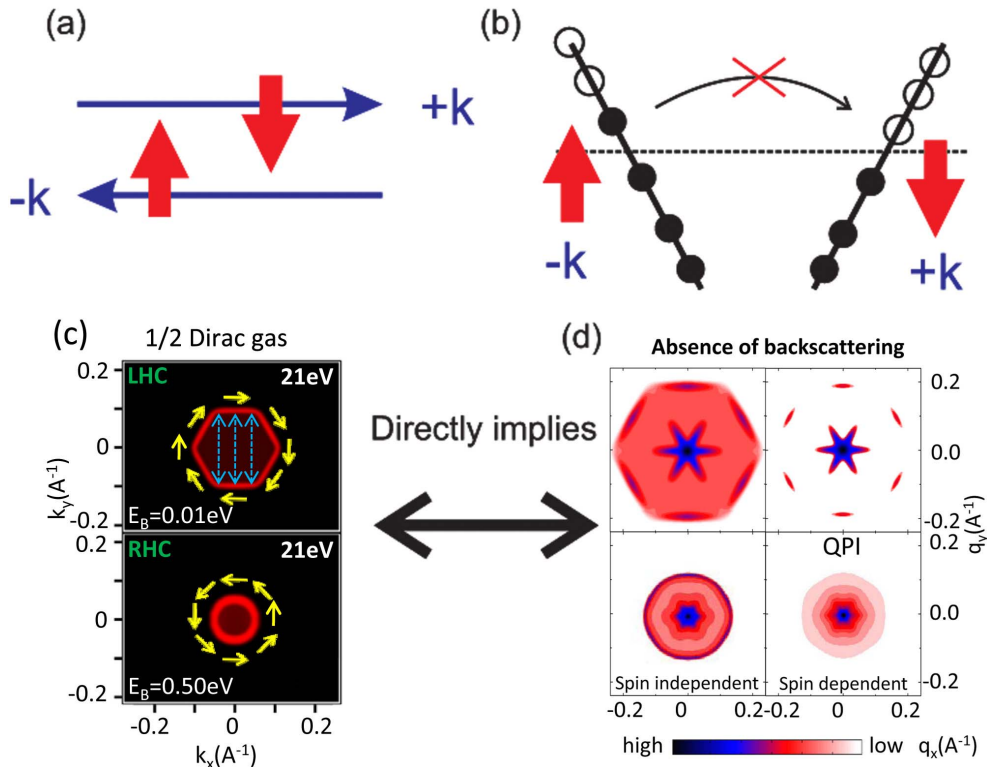 (a)
+k
-k
(b)
-k
+k
(c)
1/2 Dirac gas
0.2
LHC
21eV
0
E_B=0.01eV
-0.2
0.2
RHC
21eV
0
E_B=0.50eV
-0.2
k_y(A⁻¹)
-0.2
0
0.2
k_x(A⁻¹)
Directly implies
(d)
Absence of backscattering
0.2
0.0
-0.2
q_y(A⁻¹)
QPI
0.2
0.0
-0.2
Spin independent
Spin dependent
-0.2
0
0.2
-0.2
0
0.2
high
low
q_x(A⁻¹)